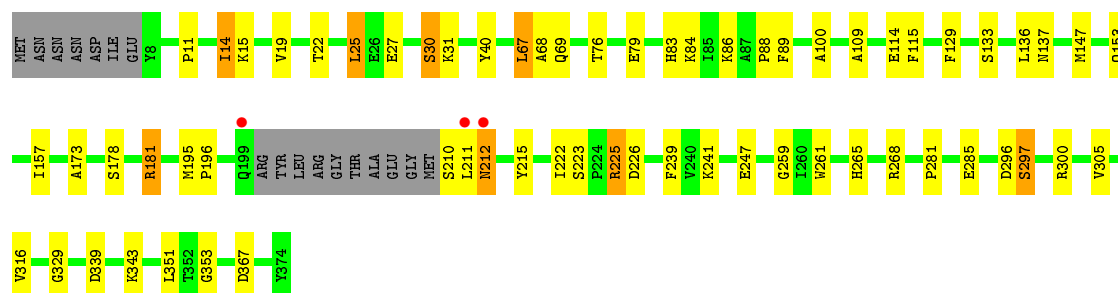 MET ASN ASN ASN ASP ILE GLU Y8 P11 I14 K15 V19 T22 L25 E26 E27 S30 K31 Y40 L67 A68 Q69 T76 E79 H83 K84 I85 K86 A87 P88 F89 A100 A109 E114 F115 F129 S133 L136 N137 M147 Q153
I157 A173 S178 R181 M195 P196 Q199 ARG TYR LEU ARG GLY THR ALA GLU GLY MET S210 L211 N212 Y215 I222 S223 P224 R225 D226 F239 V240 K241 E247 G259 I260 W261 H265 R268 P281 E285 D296 S297 R300 V305
V316 G329 D339 K343 L351 T352 G353 D367 Y374